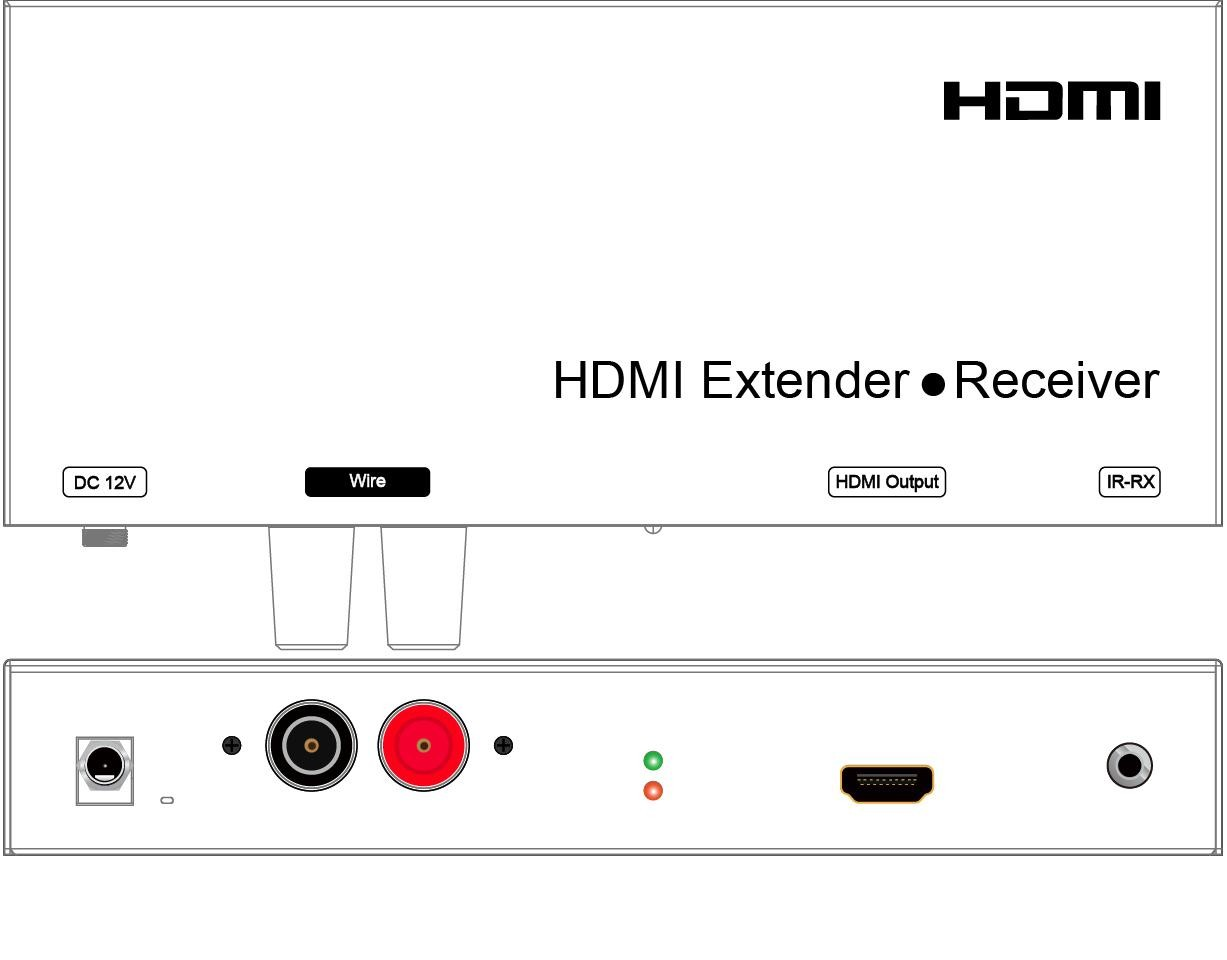 HDMI
HDMI Extender ● Receiver
DC 12V
Wire
HDMI Output
IR-RX